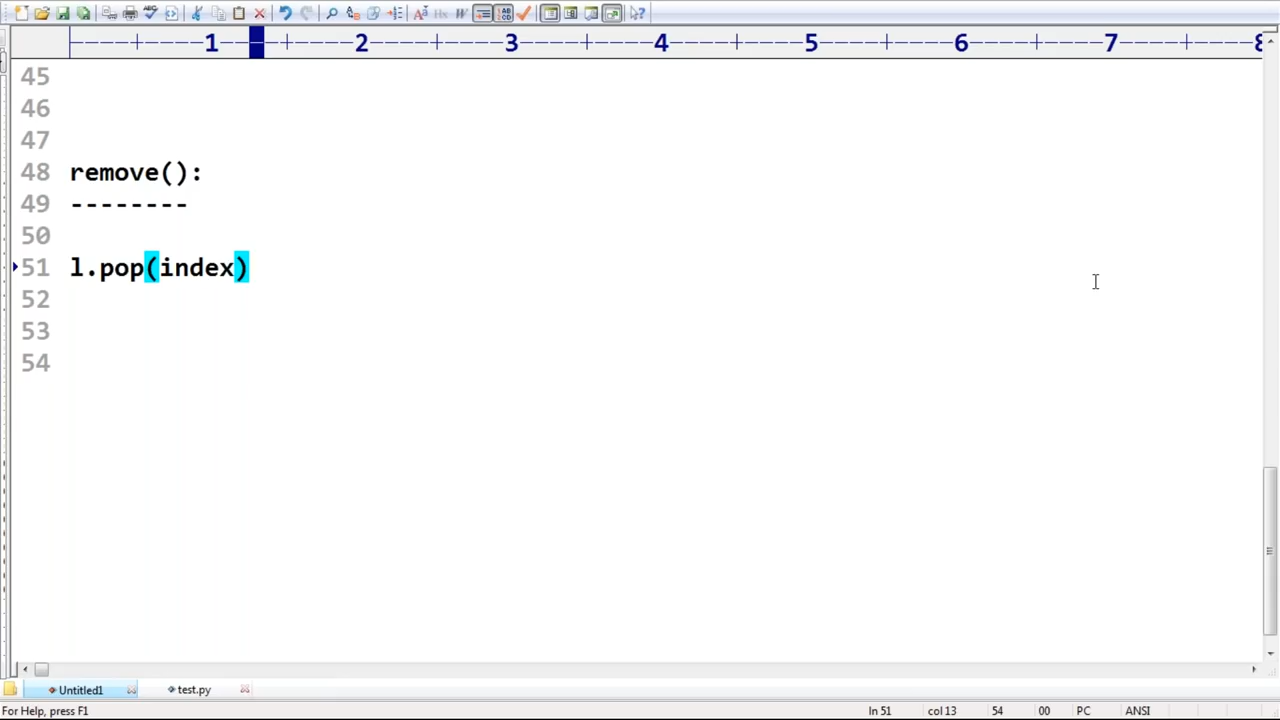 1 2 3 4 5 6 7 8
45
46
47
48 remove():
49 --------
50
51 l.pop(index)
52
53
54
Untitled1 test.py
For Help, press F1 ln 51 col 13 54 00 PC ANSI